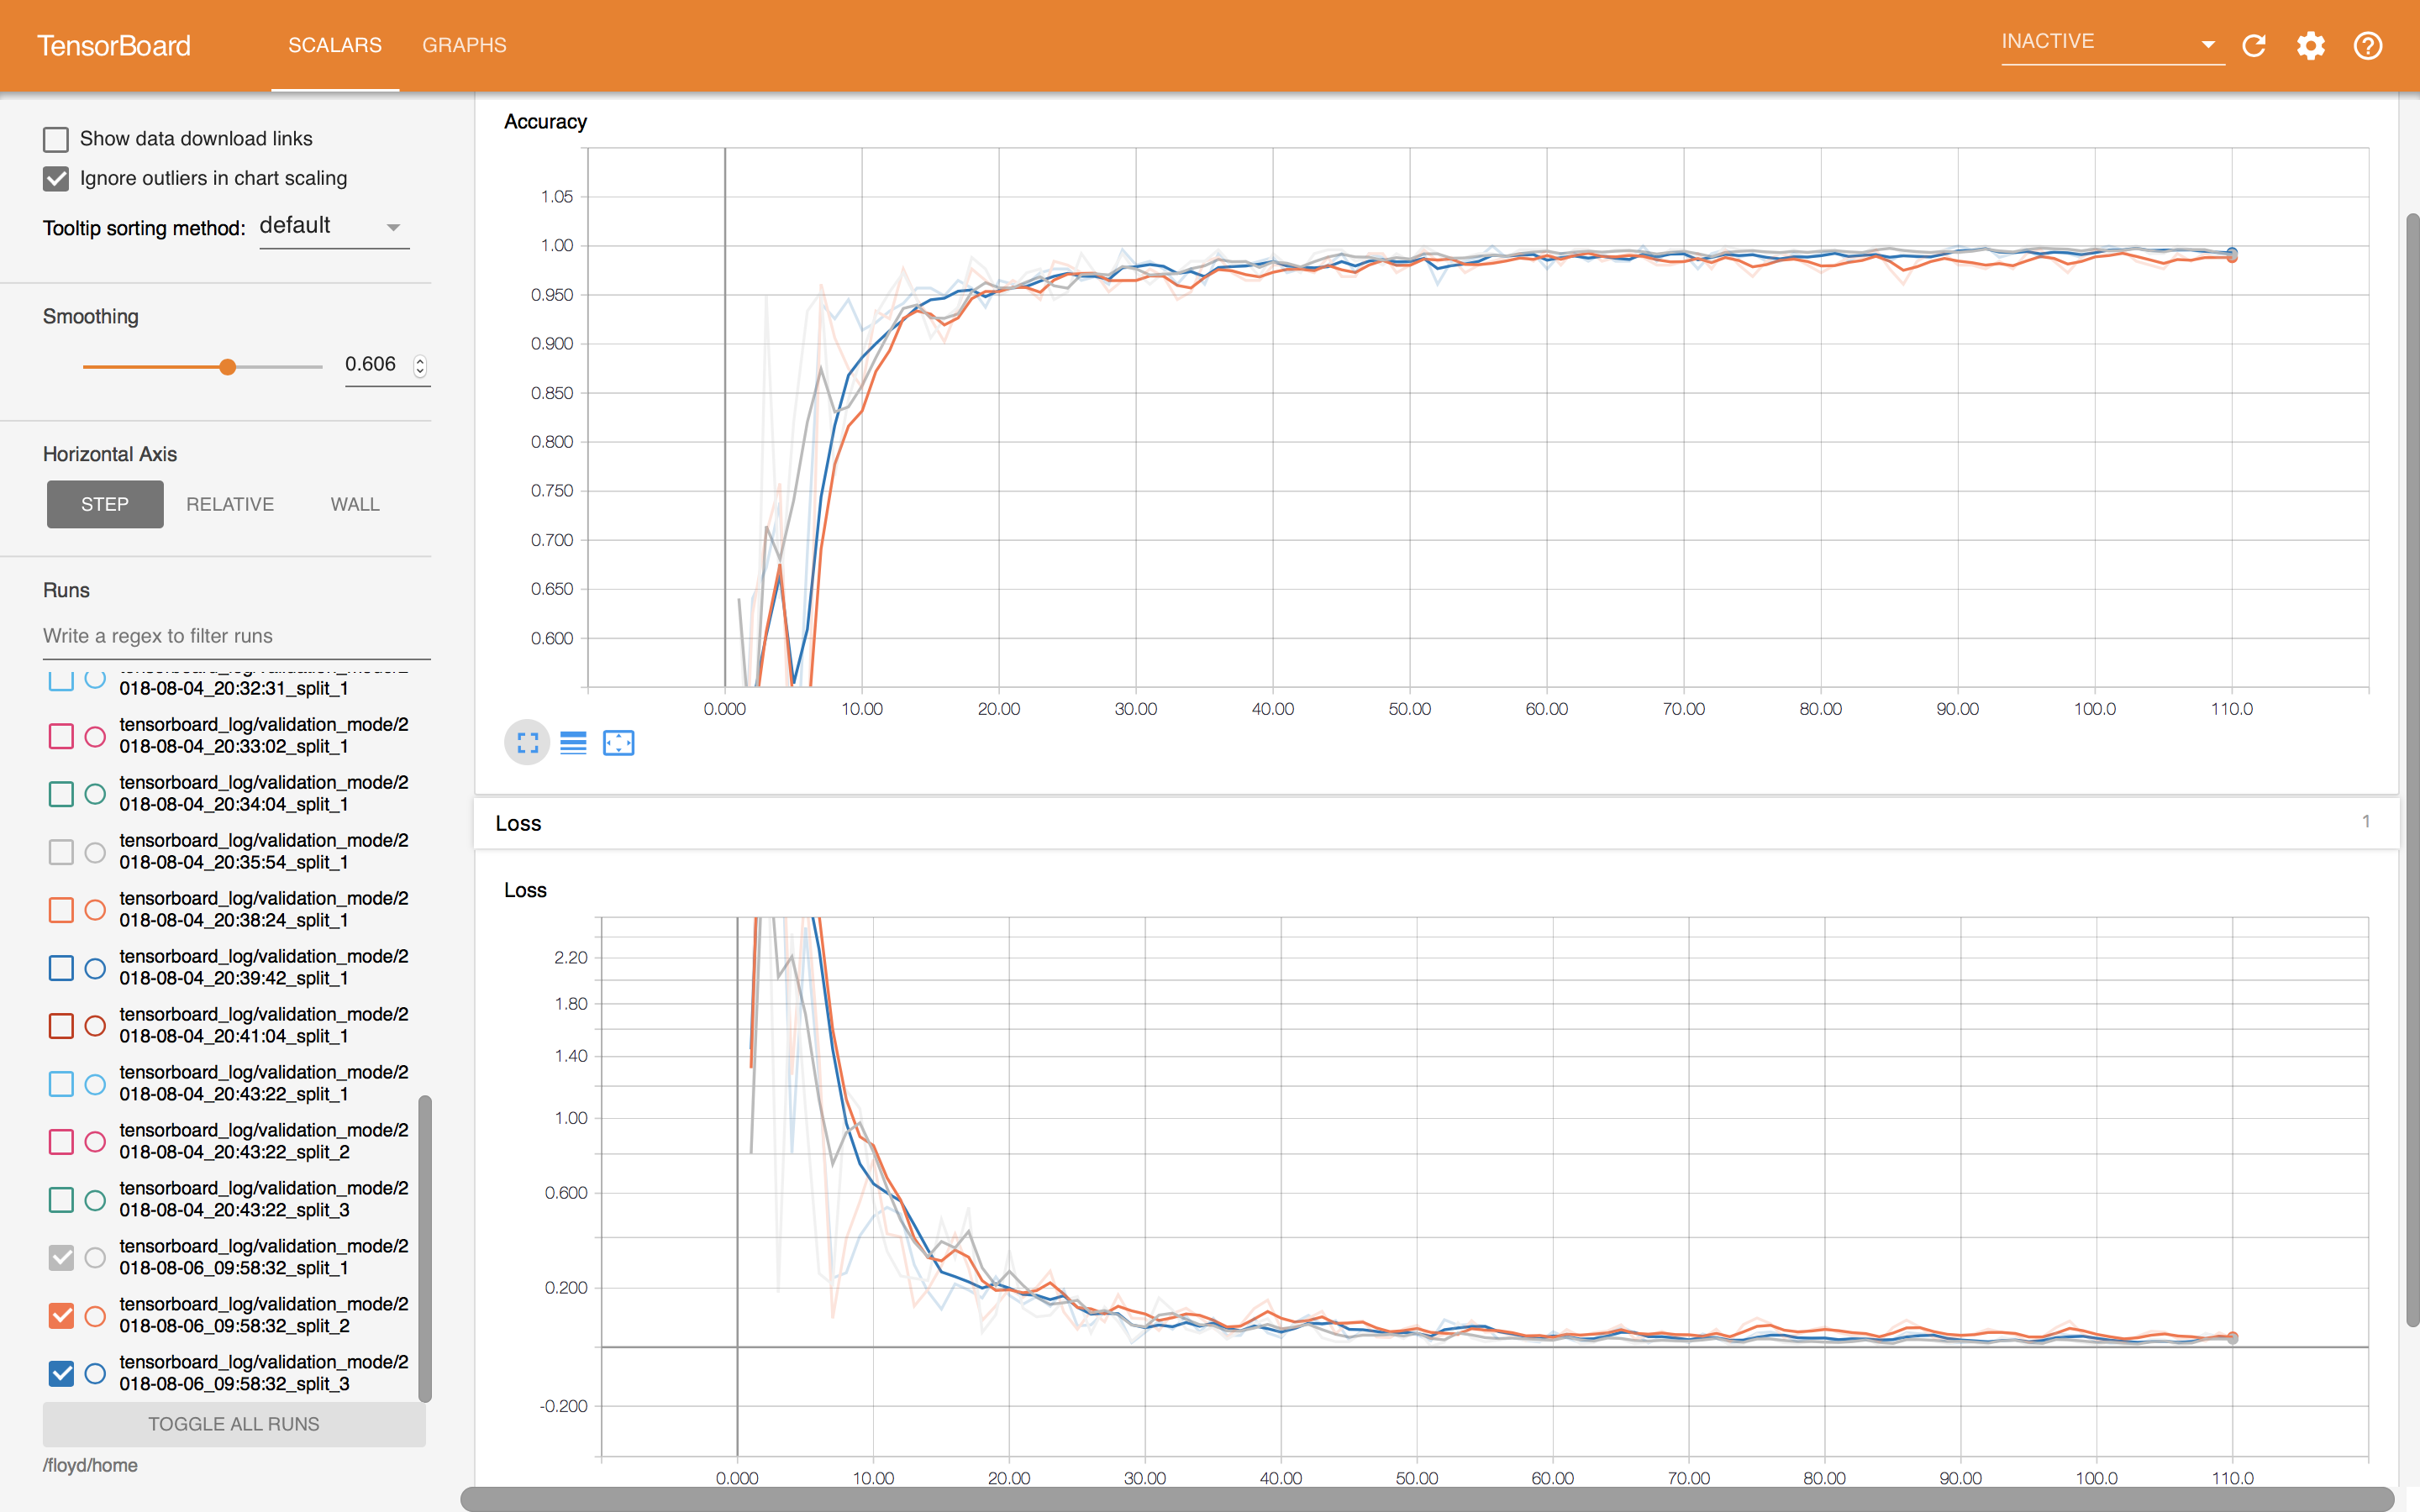 TensorBoard SCALARS GRAPHS INACTIVE
Show data download links
Ignore outliers in chart scaling
Tooltip sorting method: default
Smoothing
0.606
Horizontal Axis
STEP RELATIVE WALL
Runs
Write a regex to filter runs
018-08-04_20:32:31_split_1
tensorboard_log/validation_mode/2
018-08-04_20:33:02_split_1
tensorboard_log/validation_mode/2
018-08-04_20:34:04_split_1
tensorboard_log/validation_mode/2
018-08-04_20:35:54_split_1
tensorboard_log/validation_mode/2
018-08-04_20:38:24_split_1
tensorboard_log/validation_mode/2
018-08-04_20:39:42_split_1
tensorboard_log/validation_mode/2
018-08-04_20:41:04_split_1
tensorboard_log/validation_mode/2
018-08-04_20:43:22_split_1
tensorboard_log/validation_mode/2
018-08-04_20:43:22_split_2
tensorboard_log/validation_mode/2
018-08-04_20:43:22_split_3
tensorboard_log/validation_mode/2
018-08-06_09:58:32_split_1
tensorboard_log/validation_mode/2
018-08-06_09:58:32_split_2
tensorboard_log/validation_mode/2
018-08-06_09:58:32_split_3
TOGGLE ALL RUNS
/floyd/home
Accuracy
1.05
1.00
0.950
0.900
0.850
0.800
0.750
0.700
0.650
0.600
0.000 10.00 20.00 30.00 40.00 50.00 60.00 70.00 80.00 90.00 100.0 110.0
Loss 1
Loss
2.20
1.80
1.40
1.00
0.600
0.200
-0.200
0.000 10.00 20.00 30.00 40.00 50.00 60.00 70.00 80.00 90.00 100.0 110.0